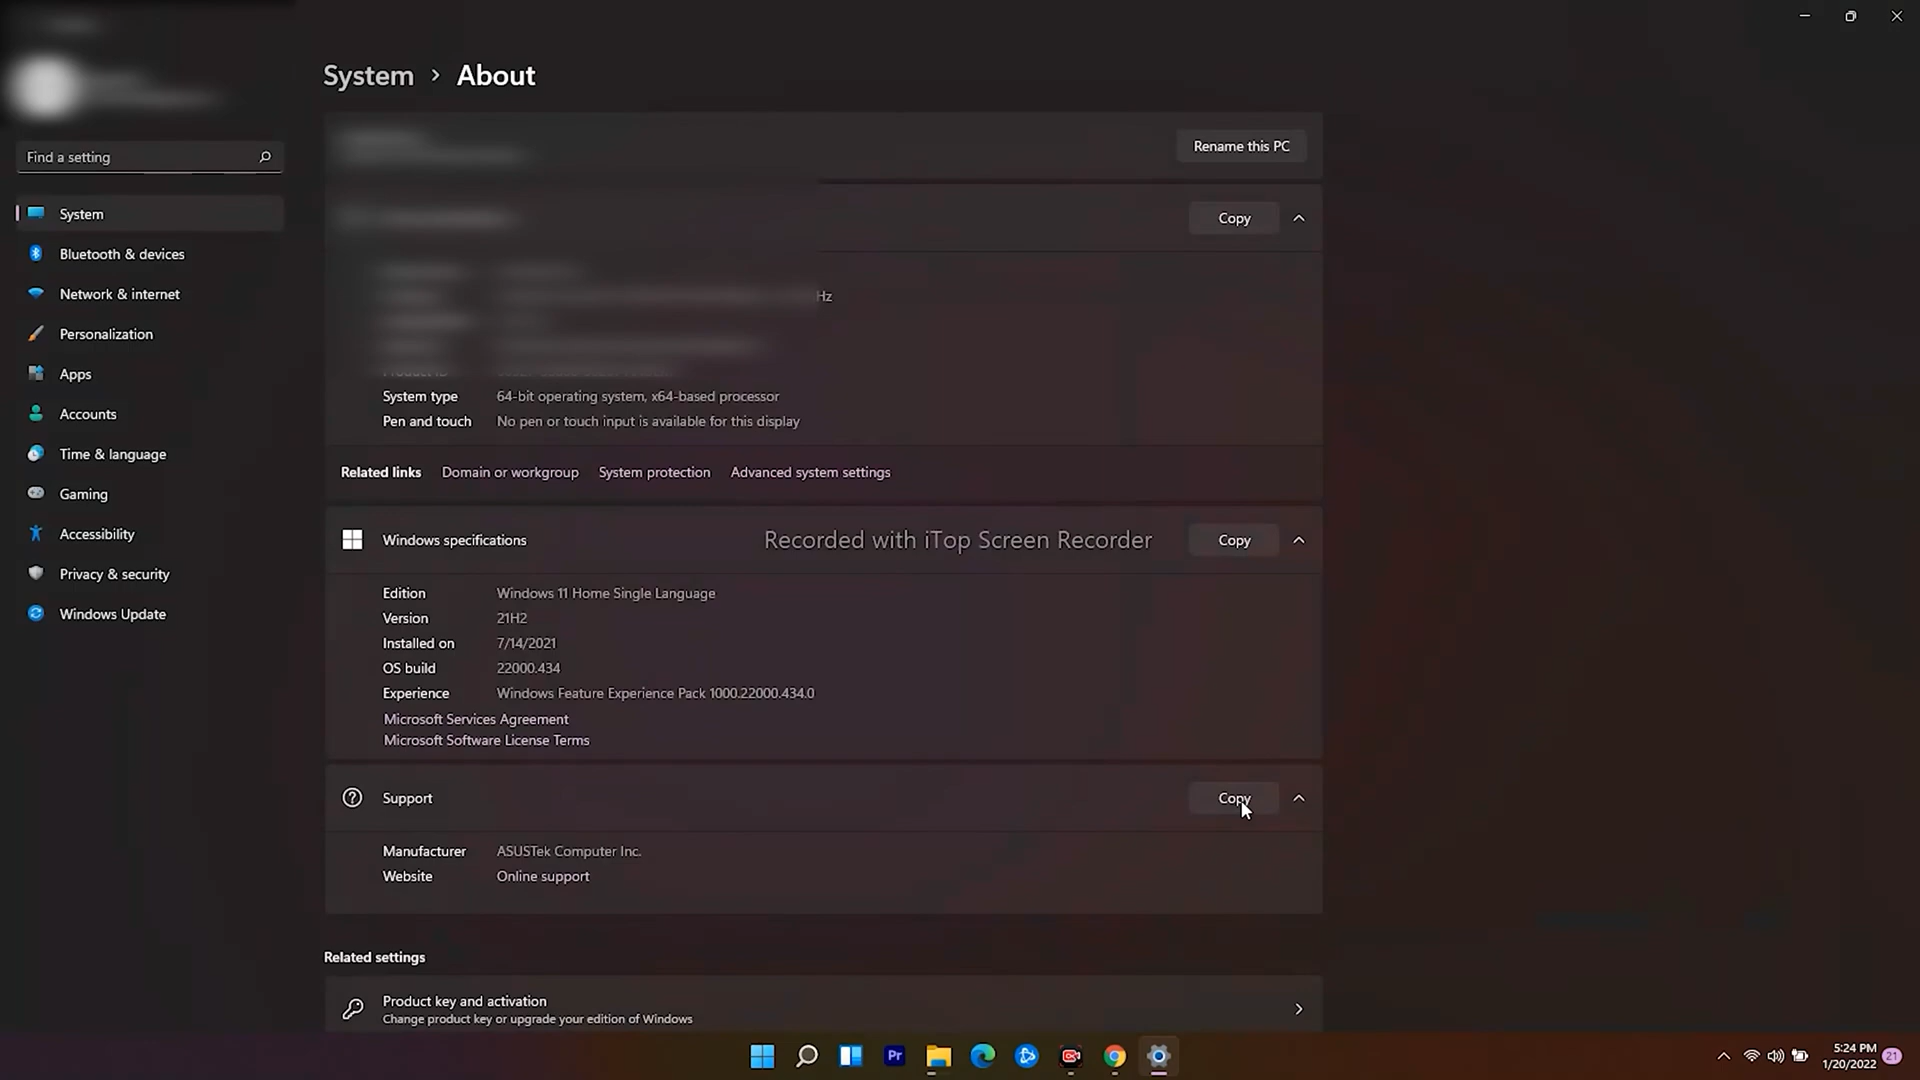 System › About
Rename this PC
Find a setting
Copy
System
Bluetooth & devices
Hz
Network & internet
Personalization
Apps
System type 64-bit operating system, x64-based processor
Accounts
Pen and touch No pen or touch input is available for this display
Time & language
Related links Domain or workgroup System protection Advanced system settings
Gaming
Accessibility
Windows specifications
Recorded with iTop Screen Recorder
Copy
Privacy & security
Windows Update
Edition Windows 11 Home Single Language
Version 21H2
Installed on 7/14/2021
OS build 22000.434
Experience Windows Feature Experience Pack 1000.22000.434.0
Microsoft Services Agreement
Microsoft Software License Terms
Support
Copy
Manufacturer ASUSTek Computer Inc.
Website Online support
Related settings
Product key and activation
Change product key or upgrade your edition of Windows
Pr
5:24 PM
1/20/2022
21